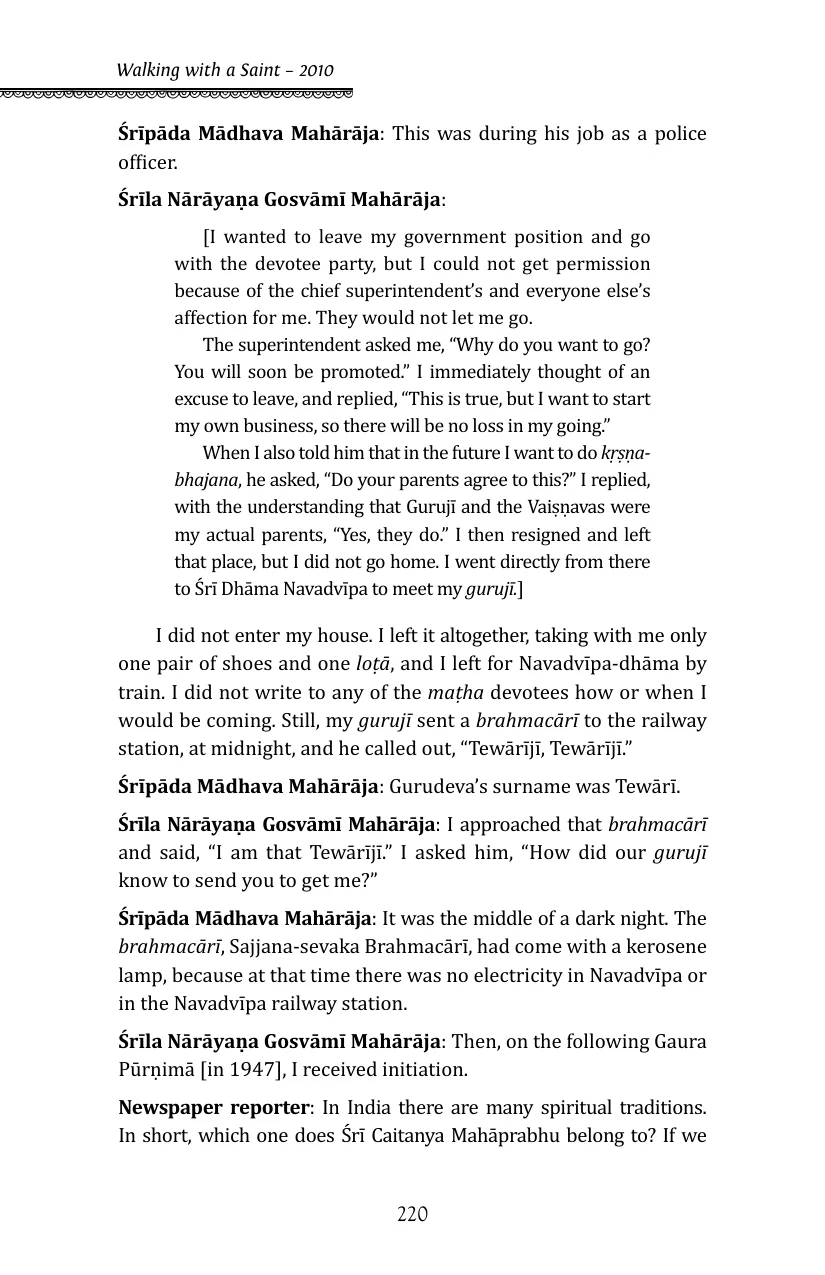 Walking with a Saint – 2010
Śrīpāda Mādhava Mahārāja: This was during his job as a police
officer.
Śrīla Nārāyaṇa Gosvāmī Mahārāja:
[I wanted to leave my government position and go
with the devotee party, but I could not get permission
because of the chief superintendent’s and everyone else’s
affection for me. They would not let me go.
The superintendent asked me, “Why do you want to go?
You will soon be promoted.” I immediately thought of an
excuse to leave, and replied, “This is true, but I want to start
my own business, so there will be no loss in my going.”
When I also told him that in the future I want to do kṛṣṇa-
bhajana, he asked, “Do your parents agree to this?” I replied,
with the understanding that Gurujī and the Vaiṣṇavas were
my actual parents, “Yes, they do.” I then resigned and left
that place, but I did not go home. I went directly from there
to Śrī Dhāma Navadvīpa to meet my gurujī.]
I did not enter my house. I left it altogether, taking with me only
one pair of shoes and one loṭā, and I left for Navadvīpa-dhāma by
train. I did not write to any of the maṭha devotees how or when I
would be coming. Still, my gurujī sent a brahmacārī to the railway
station, at midnight, and he called out, “Tewārījī, Tewārījī.”
Śrīpāda Mādhava Mahārāja: Gurudeva’s surname was Tewārī.
Śrīla Nārāyaṇa Gosvāmī Mahārāja: I approached that brahmacārī
and said, “I am that Tewārījī.” I asked him, “How did our gurujī
know to send you to get me?”
Śrīpāda Mādhava Mahārāja: It was the middle of a dark night. The
brahmacārī, Sajjana-sevaka Brahmacārī, had come with a kerosene
lamp, because at that time there was no electricity in Navadvīpa or
in the Navadvīpa railway station.
Śrīla Nārāyaṇa Gosvāmī Mahārāja: Then, on the following Gaura
Pūrṇimā [in 1947], I received initiation.
Newspaper reporter: In India there are many spiritual traditions.
In short, which one does Śrī Caitanya Mahāprabhu belong to? If we
220